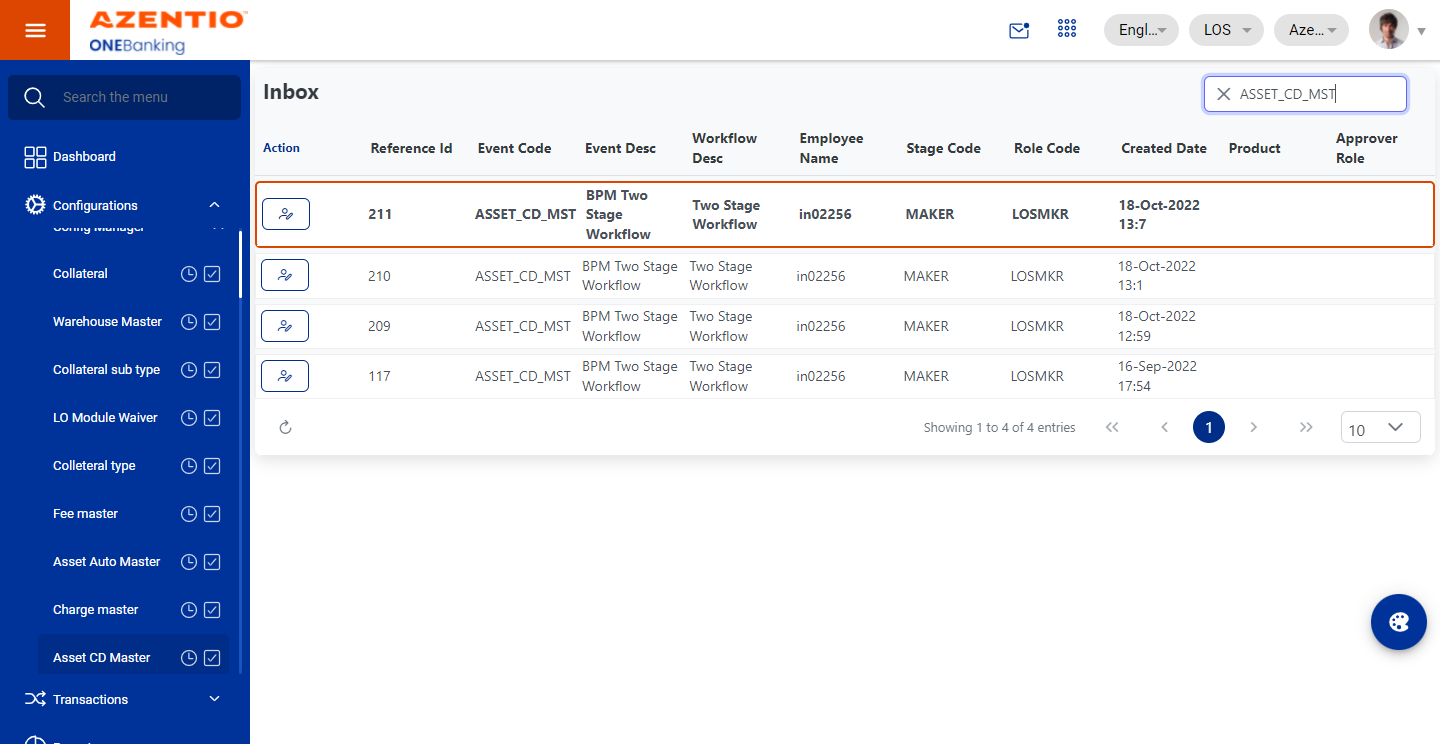 AZENTIO™
ONEBanking
Engl...
LOS
Aze...
Search the menu
Dashboard
Configurations
Config Manager
Collateral
Warehouse Master
Collateral sub type
LO Module Waiver
Colleteral type
Fee master
Asset Auto Master
Charge master
Asset CD Master
Transactions
Inbox
ASSET_CD_MST
Action Reference Id Event Code Event Desc Workflow Desc Employee Name Stage Code Role Code Created Date Product Approver Role
211 ASSET_CD_MST BPM Two Stage Workflow Two Stage Workflow in02256 MAKER LOSMKR 18-Oct-2022 13:7
210 ASSET_CD_MST BPM Two Stage Workflow Two Stage Workflow in02256 MAKER LOSMKR 18-Oct-2022 13:1
209 ASSET_CD_MST BPM Two Stage Workflow Two Stage Workflow in02256 MAKER LOSMKR 18-Oct-2022 12:59
117 ASSET_CD_MST BPM Two Stage Workflow Two Stage Workflow in02256 MAKER LOSMKR 16-Sep-2022 17:54
Showing 1 to 4 of 4 entries
1
10